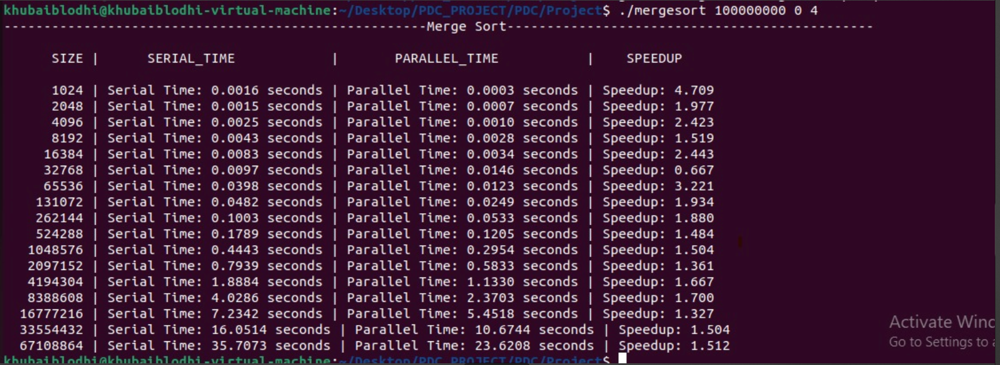 khubaiblodhi@khubaiblodhi-virtual-machine:~/Desktop/PDC_PROJECT/PDC/Project$ ./mergesort 100000000 0 4
-----------------------------------------------------Merge Sort----------------------------------------------
SIZE | SERIAL_TIME | PARALLEL_TIME | SPEEDUP
1024 | Serial Time: 0.0016 seconds | Parallel Time: 0.0003 seconds | Speedup: 4.709
2048 | Serial Time: 0.0015 seconds | Parallel Time: 0.0007 seconds | Speedup: 1.977
4096 | Serial Time: 0.0025 seconds | Parallel Time: 0.0010 seconds | Speedup: 2.423
8192 | Serial Time: 0.0043 seconds | Parallel Time: 0.0028 seconds | Speedup: 1.519
16384 | Serial Time: 0.0083 seconds | Parallel Time: 0.0034 seconds | Speedup: 2.443
32768 | Serial Time: 0.0097 seconds | Parallel Time: 0.0146 seconds | Speedup: 0.667
65536 | Serial Time: 0.0398 seconds | Parallel Time: 0.0123 seconds | Speedup: 3.221
131072 | Serial Time: 0.0482 seconds | Parallel Time: 0.0249 seconds | Speedup: 1.934
262144 | Serial Time: 0.1003 seconds | Parallel Time: 0.0533 seconds | Speedup: 1.880
524288 | Serial Time: 0.1789 seconds | Parallel Time: 0.1205 seconds | Speedup: 1.484
1048576 | Serial Time: 0.4443 seconds | Parallel Time: 0.2954 seconds | Speedup: 1.504
2097152 | Serial Time: 0.7939 seconds | Parallel Time: 0.5833 seconds | Speedup: 1.361
4194304 | Serial Time: 1.8884 seconds | Parallel Time: 1.1330 seconds | Speedup: 1.667
8388608 | Serial Time: 4.0286 seconds | Parallel Time: 2.3703 seconds | Speedup: 1.700
16777216 | Serial Time: 7.2342 seconds | Parallel Time: 5.4518 seconds | Speedup: 1.327
33554432 | Serial Time: 16.0514 seconds | Parallel Time: 10.6744 seconds | Speedup: 1.504
67108864 | Serial Time: 35.7073 seconds | Parallel Time: 23.6208 seconds | Speedup: 1.512
khubaiblodhi@khubaiblodhi-virtual-machine:~/Desktop/PDC_PROJECT/PDC/Project$
Activate Winc
Go to Settings to a